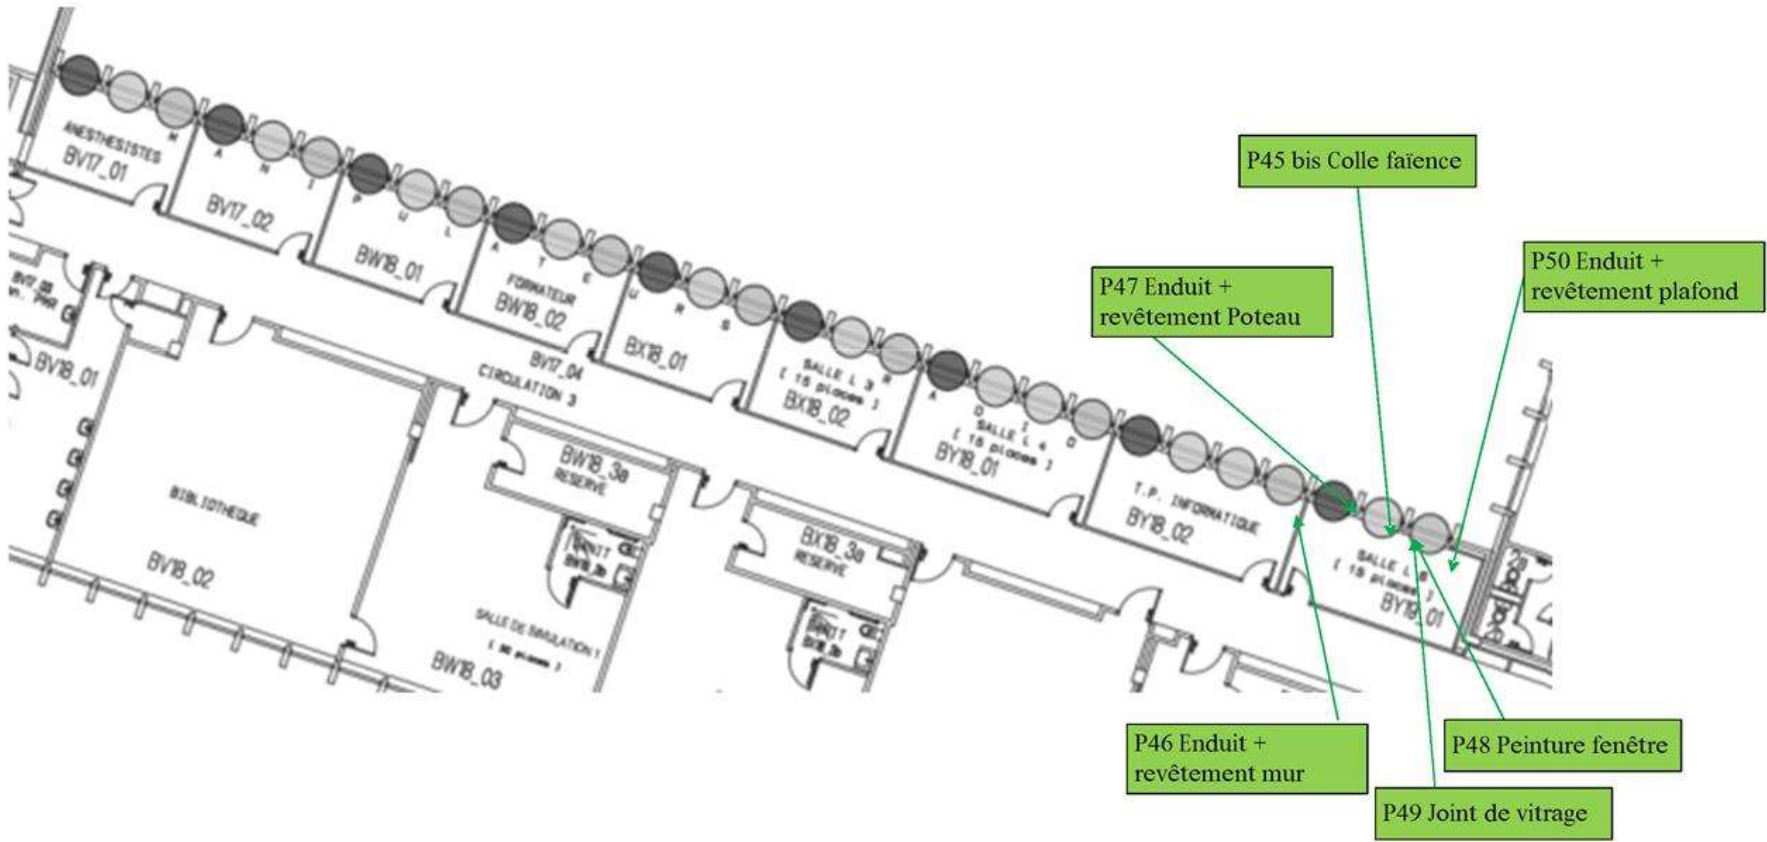 ANESTHESISTES
BV17_01
BV17_02
BW18_01
FORMATEUR
BW18_02
BX18_01
SALLE L 3
[ 15 places ]
BX18_02
SALLE L 4
[ 15 places ]
BY18_01
T.P. INFORMATIQUE
BY18_02
SALLE L
[ 15 places ]
BY19_01
M A N I P U L A T E U R S R A D I O
BV18_01
BV17_04
CIRCULATION 3
BIBLIOTHEQUE
BV18_02
BW18_3a
RESERVE
BW18_3b
BX18_3a
RESERVE
BX18_3b
SALLE DE SIMULATION 1
BW18_03
P45 bis Colle faïence
P47 Enduit +
revêtement Poteau
P50 Enduit +
revêtement plafond
P46 Enduit +
revêtement mur
P48 Peinture fenêtre
P49 Joint de vitrage